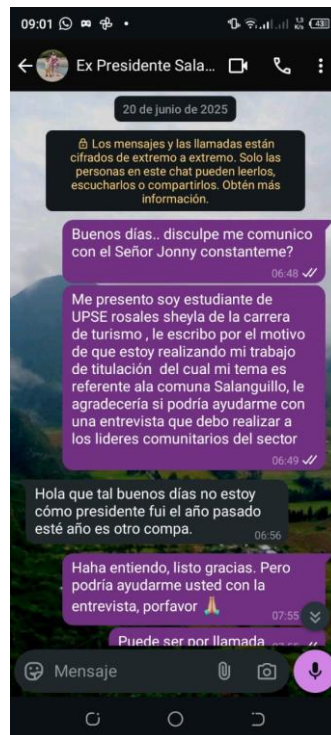 09:01
43
Ex Presidente Sala...
20 de junio de 2025
Los mensajes y las llamadas están
cifrados de extremo a extremo. Solo las
personas en este chat pueden leerlos,
escucharlos o compartirlos. Obtén más
información.
Buenos días.. disculpe me comunico
con el Señor Jonny constanteme?
06:48
Me presento soy estudiante de
UPSE rosales sheyla de la carrera
de turismo , le escribo por el motivo
de que estoy realizando mi trabajo
de titulación del cual mi tema es
referente ala comuna Salanguillo, le
agradecería si podría ayudarme con
una entrevista que debo realizar a
los lideres comunitarios del sector
06:49
Hola que tal buenos días no estoy
cómo presidente fui el año pasado
esté año es otro compa.
06:56
Haha entiendo, listo gracias. Pero
podría ayudarme usted con la
entrevista, porfavor 🙏🏼
07:55
Puede ser por llamada
Mensaje